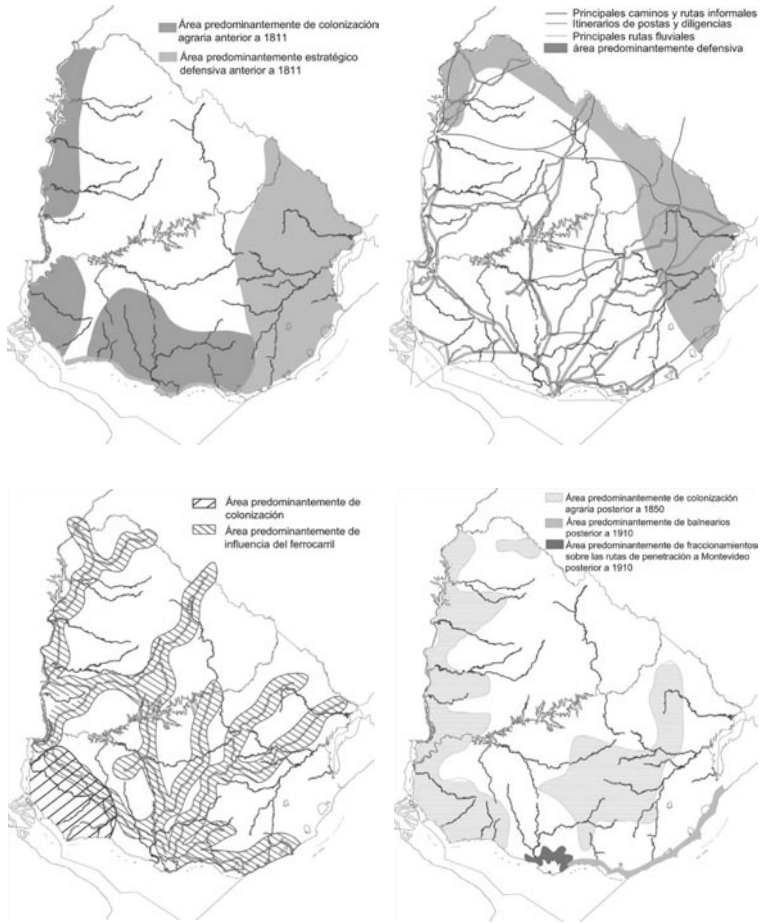 Área predominantemente de colonización
agraria anterior a 1811
Área predominantemente estratégico
defensiva anterior a 1811
Principales caminos y rutas informales
Itinerarios de postas y diligencias
Principales rutas fluviales
área predominantemente defensiva
Área predominantemente de
colonización
Área predominantemente de
influencia del ferrocarril
Área predominantemente de colonización
agraria posterior a 1850
Área predominantemente de balnearios
posterior a 1910
Área predominantemente de fraccionamientos
sobre las rutas de penetración a Montevideo
posterior a 1910